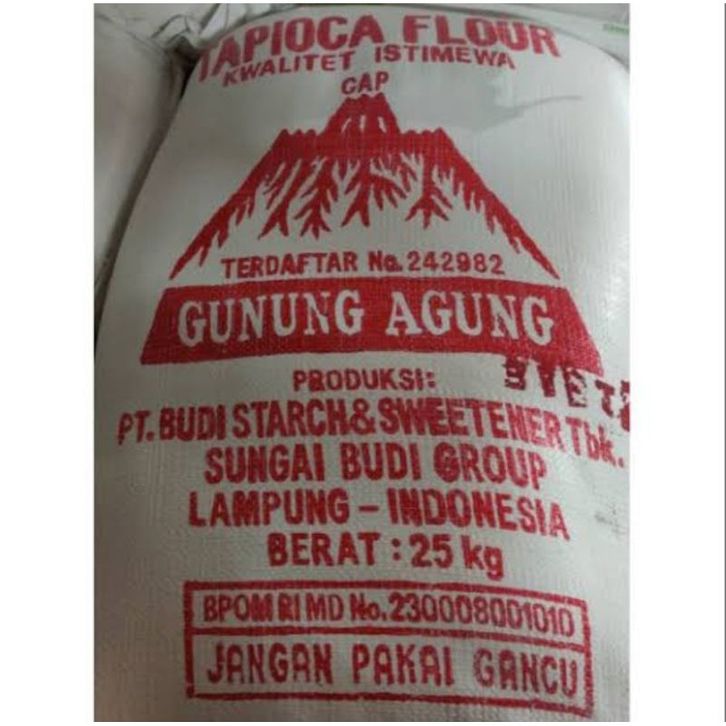 TAPIOCA FLOUR
KWALITET ISTIMEWA
CAP
TERDAFTAR No. 242982
GUNUNG AGUNG
PRODUKSI:
PT. BUDI STARCH & SWEETENER Tbk.
SUNGAI BUDI GROUP
LAMPUNG - INDONESIA
BERAT : 25 kg
BPOM RI MD No. 230008001010
JANGAN PAKAI GANCU